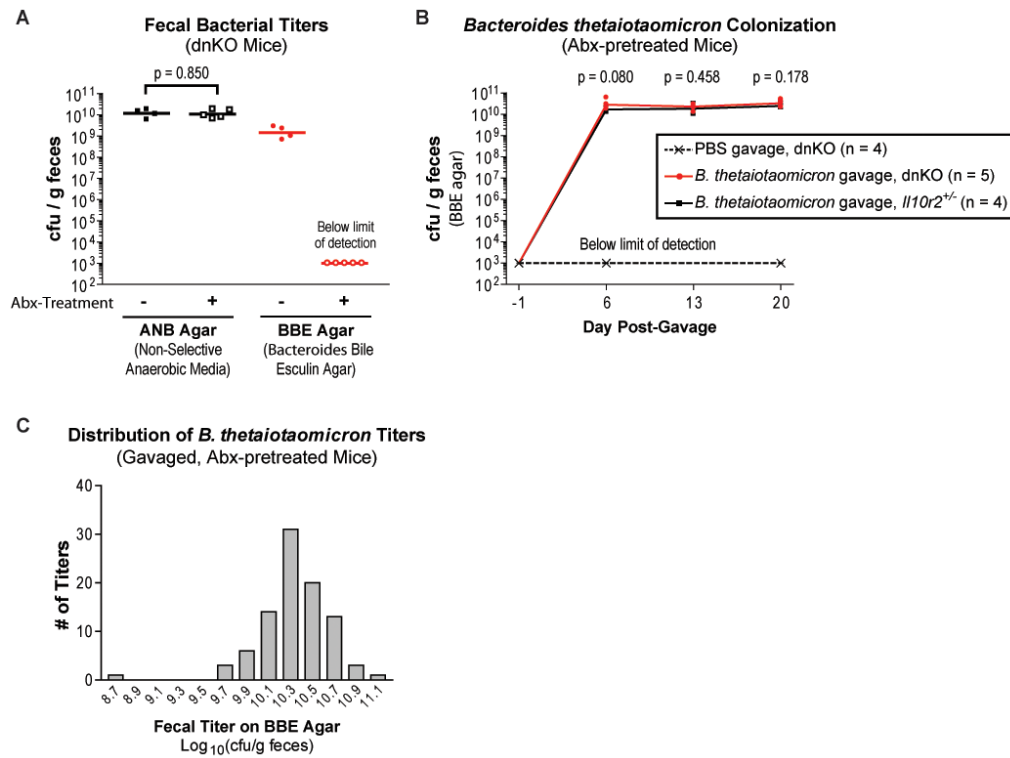 A
Fecal Bacterial Titers
(dnKO Mice)
p = 0.850
cfu / g feces
10^11
10^10
10^9
10^8
10^7
10^6
10^5
10^4
10^3
10^2
Below limit
of detection
Abx-Treatment
- + - +
ANB Agar
(Non-Selective
Anaerobic Media)
BBE Agar
(Bacteroides Bile
Esculin Agar)
B
Bacteroides thetaiotaomicron Colonization
(Abx-pretreated Mice)
p = 0.080 p = 0.458 p = 0.178
cfu / g feces
(BBE agar)
10^11
10^10
10^9
10^8
10^7
10^6
10^5
10^4
10^3
10^2
PBS gavage, dnKO (n = 4)
B. thetaiotaomicron gavage, dnKO (n = 5)
B. thetaiotaomicron gavage, Il10r2+/- (n = 4)
Below limit of detection
-1 6 13 20
Day Post-Gavage
C
Distribution of B. thetaiotaomicron Titers
(Gavaged, Abx-pretreated Mice)
# of Titers
40
30
20
10
0
8.7 8.9 9.1 9.3 9.5 9.7 9.9 10.1 10.3 10.5 10.7 10.9 11.1
Fecal Titer on BBE Agar
Log10(cfu/g feces)